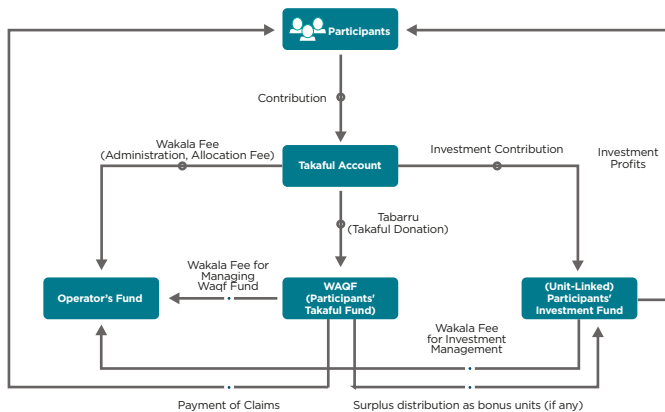 Participants
Contribution
Wakala Fee
(Administration, Allocation Fee)
Takaful Account
Investment Contribution
Investment
Profits
Tabarru
(Takaful Donation)
Wakala Fee for
Managing
Waqf Fund
Operator's Fund
WAQF
(Participants'
Takaful Fund)
(Unit-Linked)
Participants'
Investment Fund
Wakala Fee
for Investment
Management
Payment of Claims
Surplus distribution as bonus units (if any)